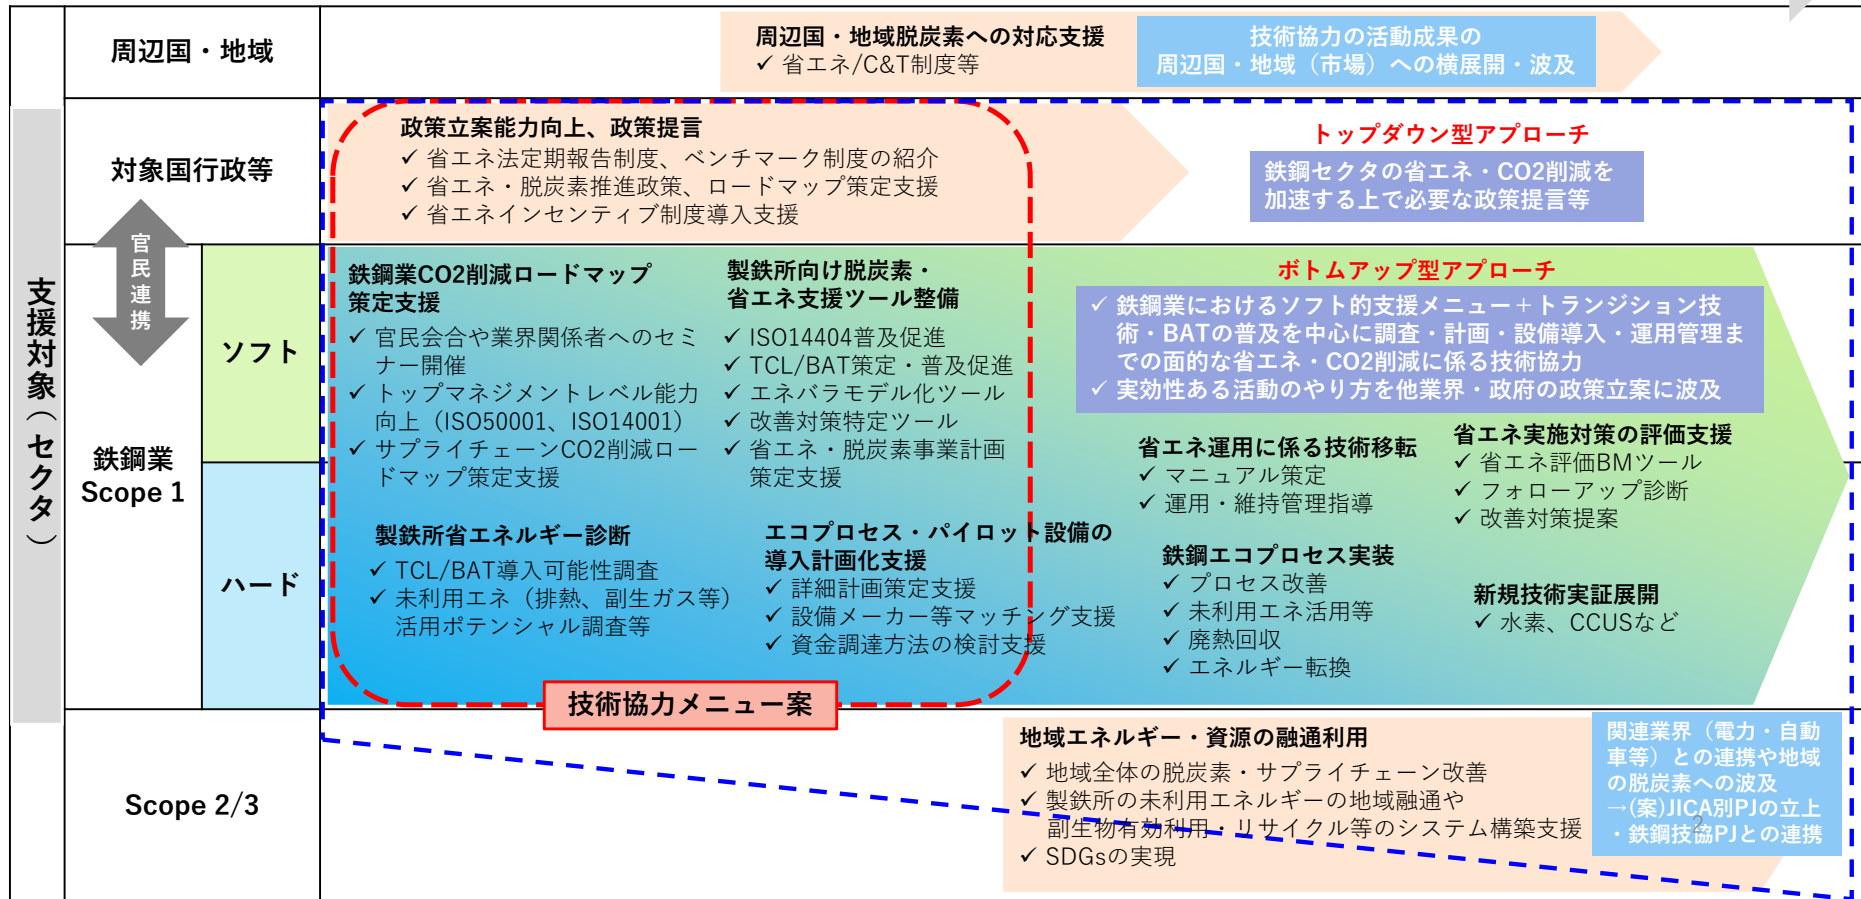 周辺国・地域
周辺国・地域脱炭素への対応支援
✓ 省エネ/C&T制度等
技術協力の活動成果の
周辺国・地域（市場）への横展開・波及
支援対象（セクタ）
対象国行政等
政策立案能力向上、政策提言
✓ 省エネ法定期報告制度、ベンチマーク制度の紹介
✓ 省エネ・脱炭素推進政策、ロードマップ策定支援
✓ 省エネインセンティブ制度導入支援
トップダウン型アプローチ
鉄鋼セクタの省エネ・CO2削減を
加速する上で必要な政策提言等
官民連携
鉄鋼業
Scope 1
ソフト
鉄鋼業CO2削減ロードマップ
策定支援
✓ 官民会合や業界関係者へのセミ
ナー開催
✓ トップマネジメントレベル能力
向上（ISO50001、ISO14001）
✓ サプライチェーンCO2削減ロー
ドマップ策定支援
製鉄所向け脱炭素・
省エネ支援ツール整備
✓ ISO14404普及促進
✓ TCL/BAT策定・普及促進
✓ エネバラモデル化ツール
✓ 改善対策特定ツール
✓ 省エネ・脱炭素事業計画
策定支援
ボトムアップ型アプローチ
✓ 鉄鋼業におけるソフト的支援メニュー＋トランジション技
術・BATの普及を中心に調査・計画・設備導入・運用管理ま
での面的な省エネ・CO2削減に係る技術協力
✓ 実効性ある活動のやり方を他業界・政府の政策立案に波及
省エネ運用に係る技術移転
✓ マニュアル策定
✓ 運用・維持管理指導
省エネ実施対策の評価支援
✓ 省エネ評価BMツール
✓ フォローアップ診断
✓ 改善対策提案
ハード
製鉄所省エネルギー診断
✓ TCL/BAT導入可能性調査
✓ 未利用エネ（排熱、副生ガス等）
活用ポテンシャル調査等
エコプロセス・パイロット設備の
導入計画化支援
✓ 詳細計画策定支援
✓ 設備メーカー等マッチング支援
✓ 資金調達方法の検討支援
鉄鋼エコプロセス実装
✓ プロセス改善
✓ 未利用エネ活用等
✓ 廃熱回収
✓ エネルギー転換
新規技術実証展開
✓ 水素、CCUSなど
技術協力メニュー案
Scope 2/3
地域エネルギー・資源の融通利用
✓ 地域全体の脱炭素・サプライチェーン改善
✓ 製鉄所の未利用エネルギーの地域融通や
副生物有効利用・リサイクル等のシステム構築支援
✓ SDGsの実現
関連業界（電力・自動
車等）との連携や地域
の脱炭素への波及
→(案)JICA別PJの立上
・鉄鋼技協PJとの連携
2